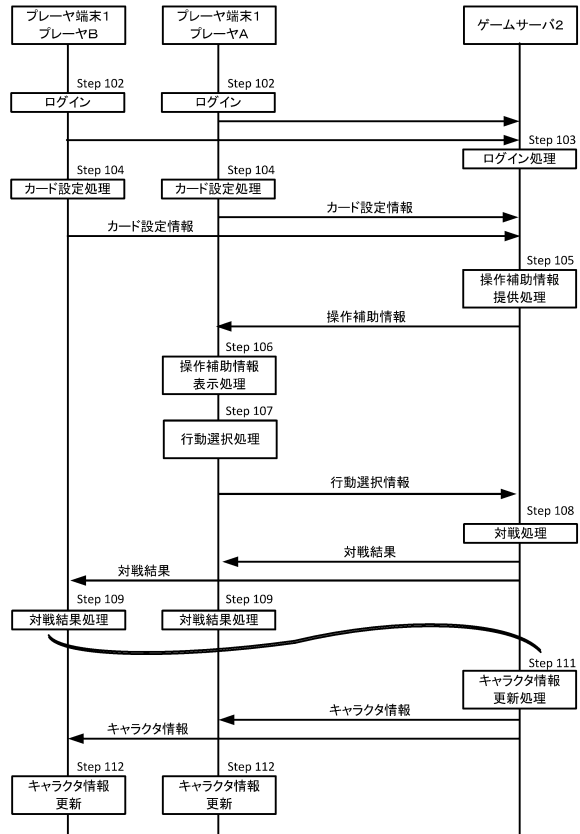 プレーヤ端末1
プレーヤB
プレーヤ端末1
プレーヤA
ゲームサーバ2
Step 102
ログイン
Step 102
ログイン
Step 103
ログイン処理
Step 104
カード設定処理
Step 104
カード設定処理
カード設定情報
カード設定情報
Step 105
操作補助情報
提供処理
操作補助情報
Step 106
操作補助情報
表示処理
Step 107
行動選択処理
行動選択情報
Step 108
対戦処理
対戦結果
対戦結果
Step 109
対戦結果処理
Step 109
対戦結果処理
Step 111
キャラクタ情報
更新処理
キャラクタ情報
キャラクタ情報
Step 112
キャラクタ情報
更新
Step 112
キャラクタ情報
更新